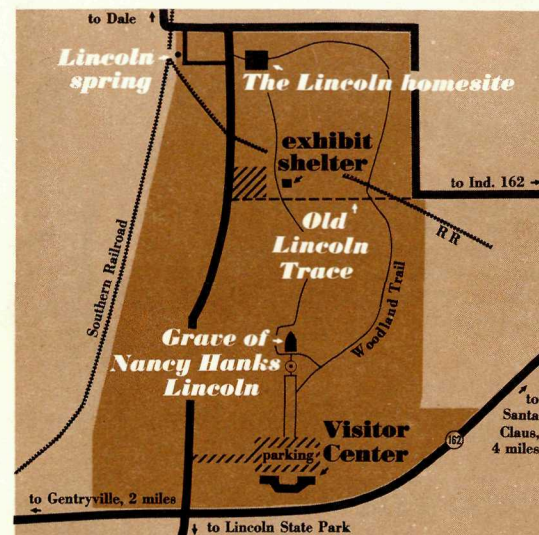 to Dale
Lincoln
spring
The Lincoln homesite
exhibit
shelter
to Ind. 162
Old
Lincoln
Trace
RR
Southern Railroad
Woodland Trail
Grave of
Nancy Hanks
Lincoln
to
Santa
Claus,
4 miles
162
Visitor
Center
parking
to Gentryville, 2 miles
to Lincoln State Park